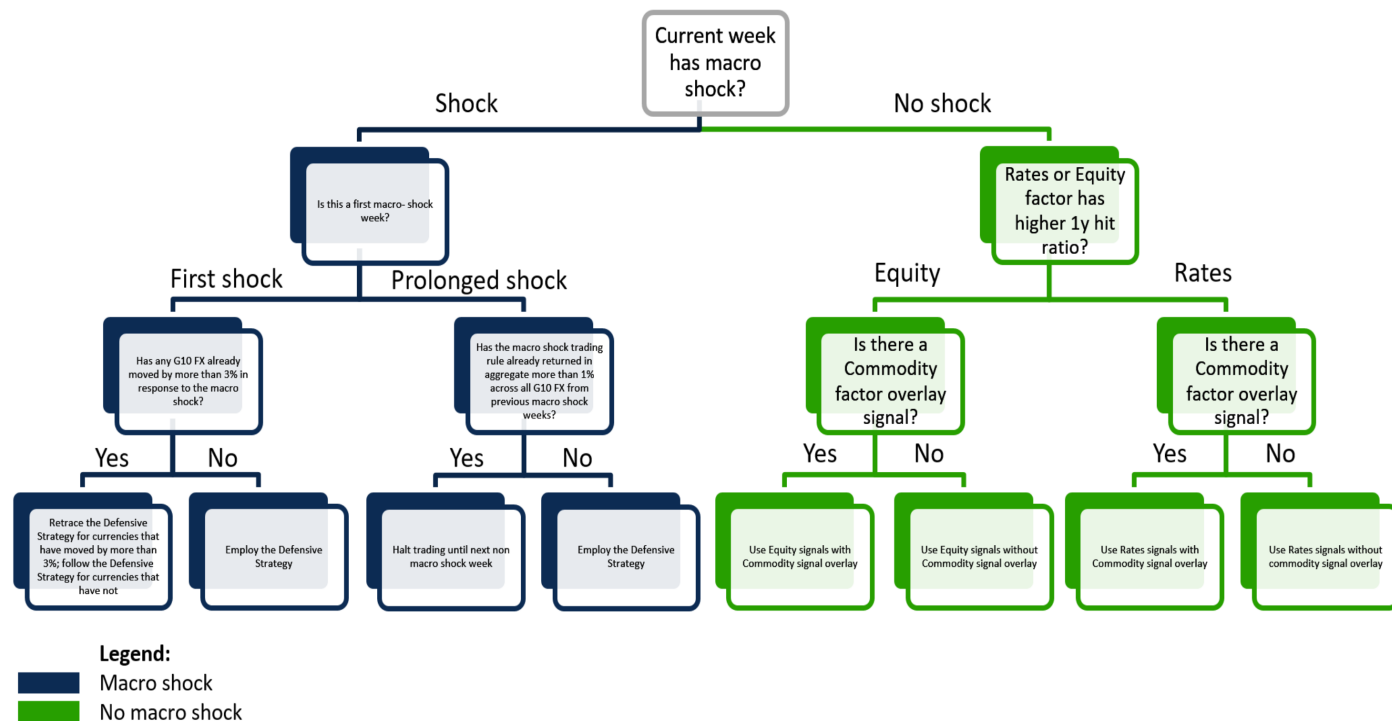 Current week
has macro
shock?
Shock
No shock
Is this a first macro- shock
week?
Rates or Equity
factor has
higher 1y hit
ratio?
First shock
Prolonged shock
Equity
Rates
Has any G10 FX already
moved by more than 3% in
response to the macro
shock?
Has the macro shock trading
rule already returned in
aggregate more than 1%
across all G10 FX from
previous macro shock
weeks?
Is there a
Commodity
factor overlay
signal?
Is there a
Commodity
factor overlay
signal?
Yes
No
Yes
No
Yes
No
Yes
No
Retrace the Defensive
Strategy for currencies that
have moved by more than
3%; follow the Defensive
Strategy for currencies that
have not
Employ the Defensive
Strategy
Halt trading until next non
macro shock week
Employ the Defensive
Strategy
Use Equity signals with
Commodity signal overlay
Use Equity signals without
Commodity signal overlay
Use Rates signals with
Commodity signal overlay
Use Rates signals without
commodity signal overlay
Legend:
Macro shock
No macro shock